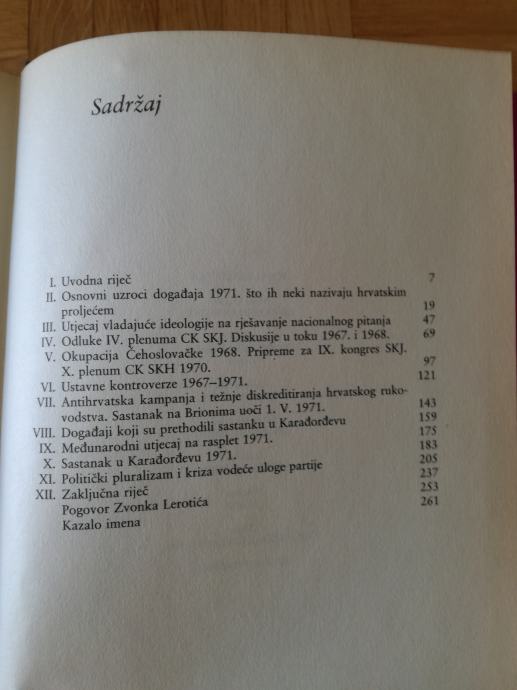 Sadržaj
I. Uvodna riječ 7
II. Osnovni uzroci događaja 1971. što ih neki nazivaju hrvatskim
proljećem 19
III. Utjecaj vladajuće ideologije na rješavanje nacionalnog pitanja 47
IV. Odluke IV. plenuma CK SKJ. Diskusije u toku 1967. i 1968. 69
V. Okupacija Čehoslovačke 1968. Pripreme za IX. kongres SKJ.
X. plenum CK SKH 1970. 97
VI. Ustavne kontroverze 1967–1971. 121
VII. Antihrvatska kampanja i težnje diskreditiranja hrvatskog ruko-
vodstva. Sastanak na Brionima uoči 1. V. 1971. 143
VIII. Događaji koji su prethodili sastanku u Karađorđevu 159
IX. Međunarodni utjecaj na rasplet 1971. 175
X. Sastanak u Karađorđevu 1971. 183
XI. Politički pluralizam i kriza vodeće uloge partije 205
XII. Zaključna riječ 237
Pogovor Zvonka Lerotića 253
Kazalo imena 261